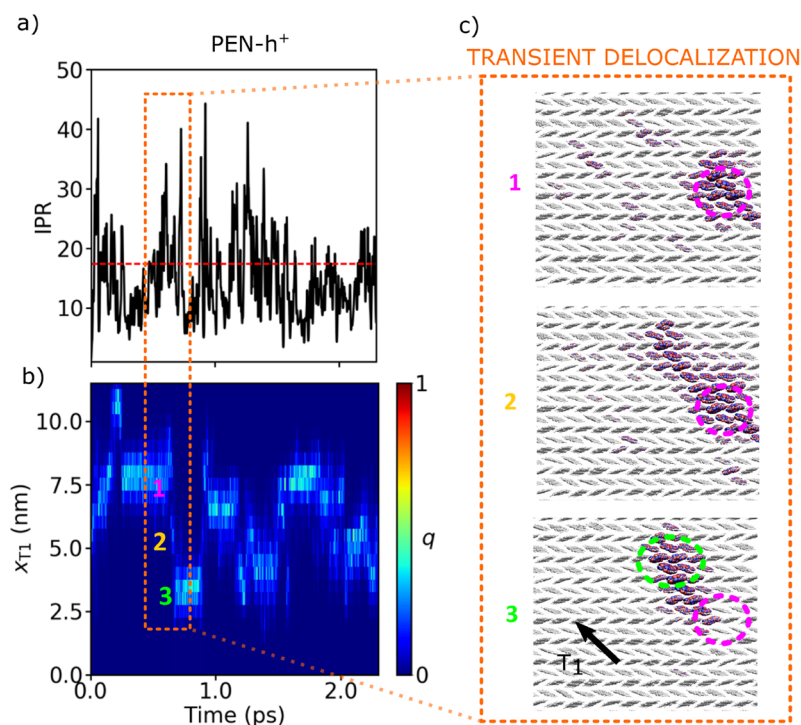 a)
PEN-h⁺
50
40
30
20
10
IPR
b)
10.0
7.5
5.0
2.5
0.0
x_T1 (nm)
1
2
3
0.0
1.0
2.0
Time (ps)
1
q
0
c)
TRANSIENT DELOCALIZATION
1
2
3
T₁